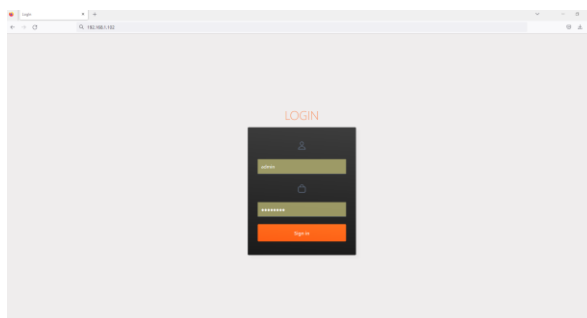 Login
192.168.1.102
LOGIN
admin
••••••••
Sign in